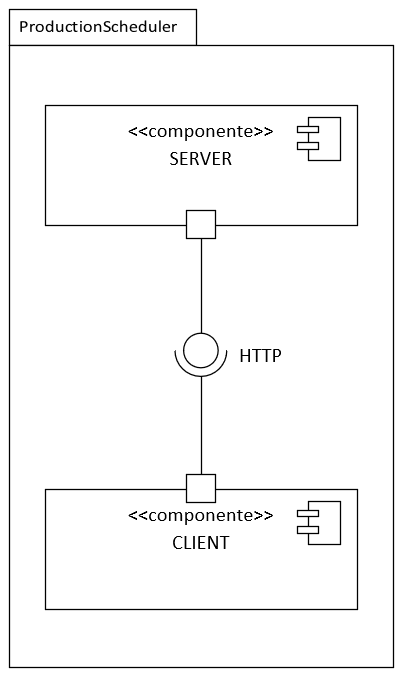 ProductionScheduler
<<componente>>
SERVER
HTTP
<<componente>>
CLIENT